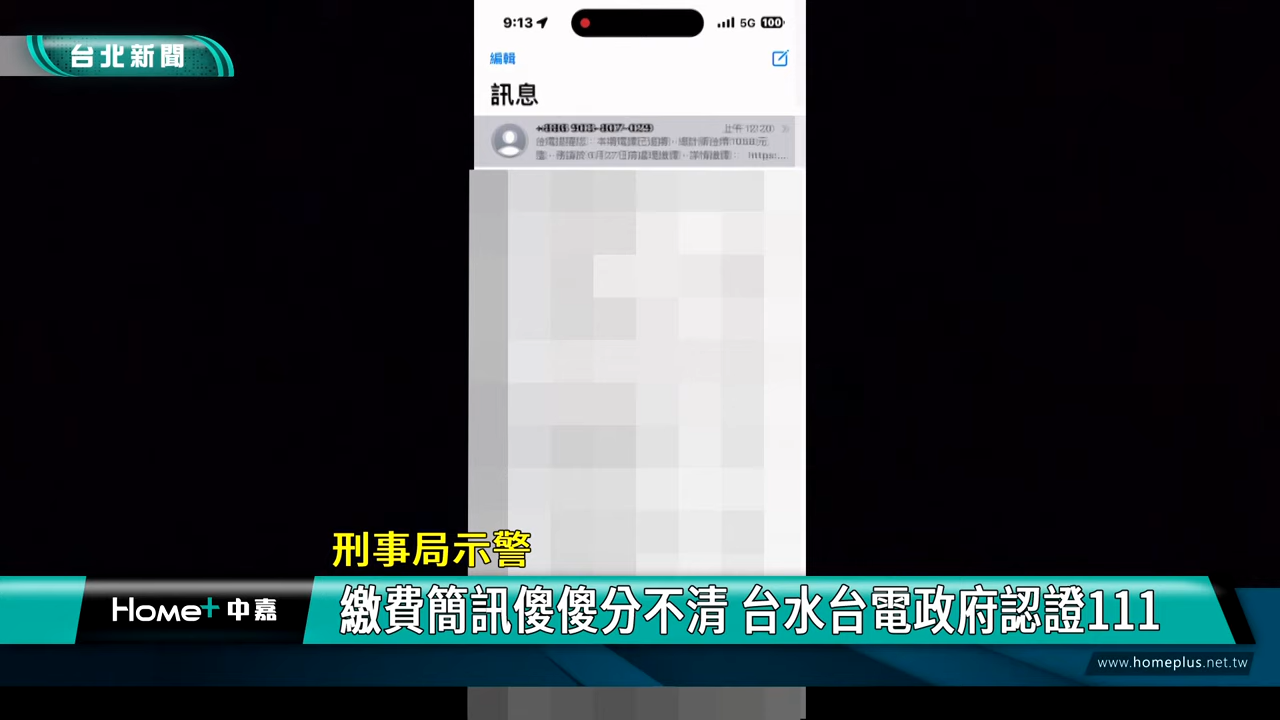 9:13
5G
100
台北新聞
編輯
訊息
刑事局示警
繳費簡訊傻傻分不清 台水台電政府認證111
Home+中嘉
www.homeplus.net.tw